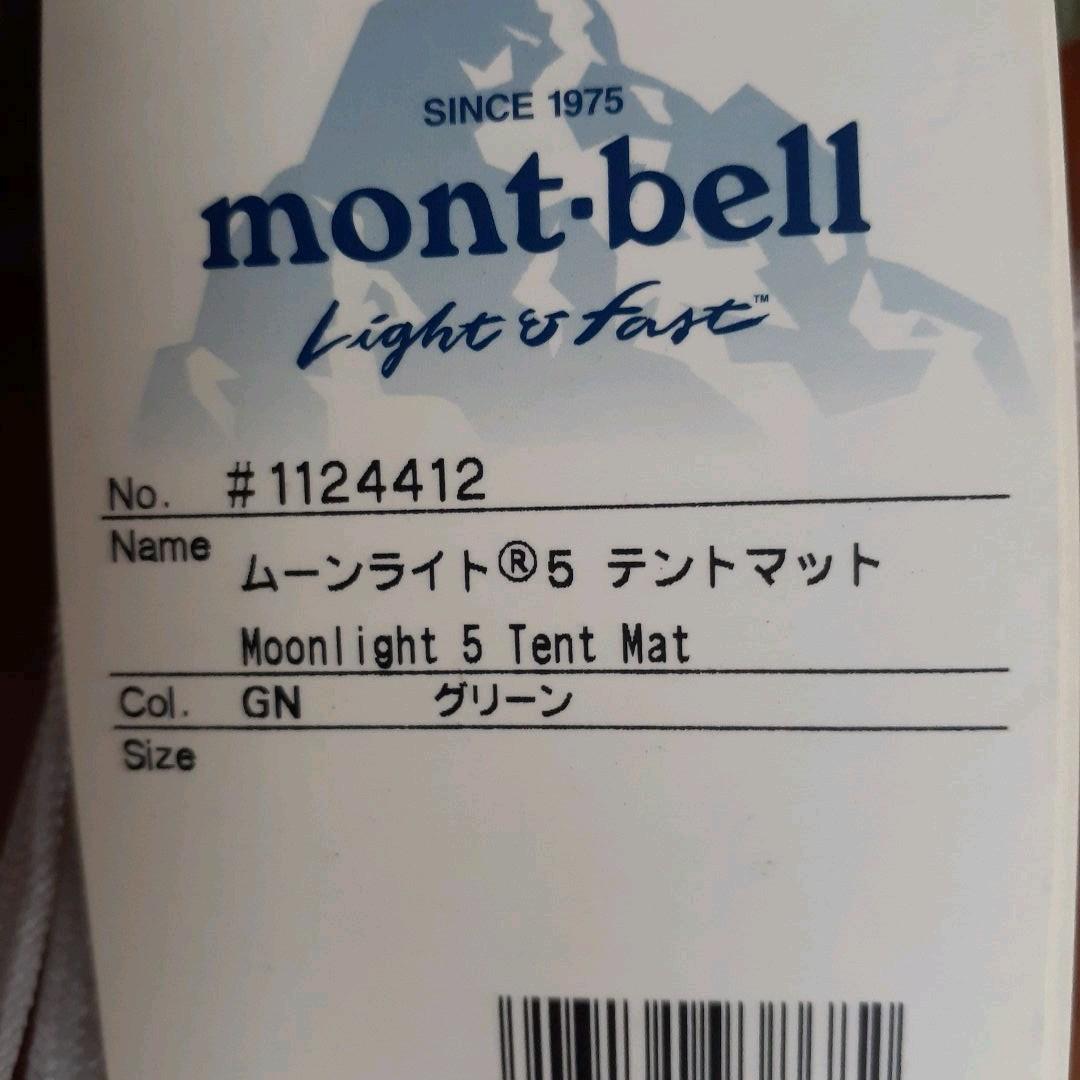 SINCE 1975
mont·bell
Light & Fast™
No. #1124412
Name ムーンライト®5 テントマット
Moonlight 5 Tent Mat
Col. GN グリーン
Size